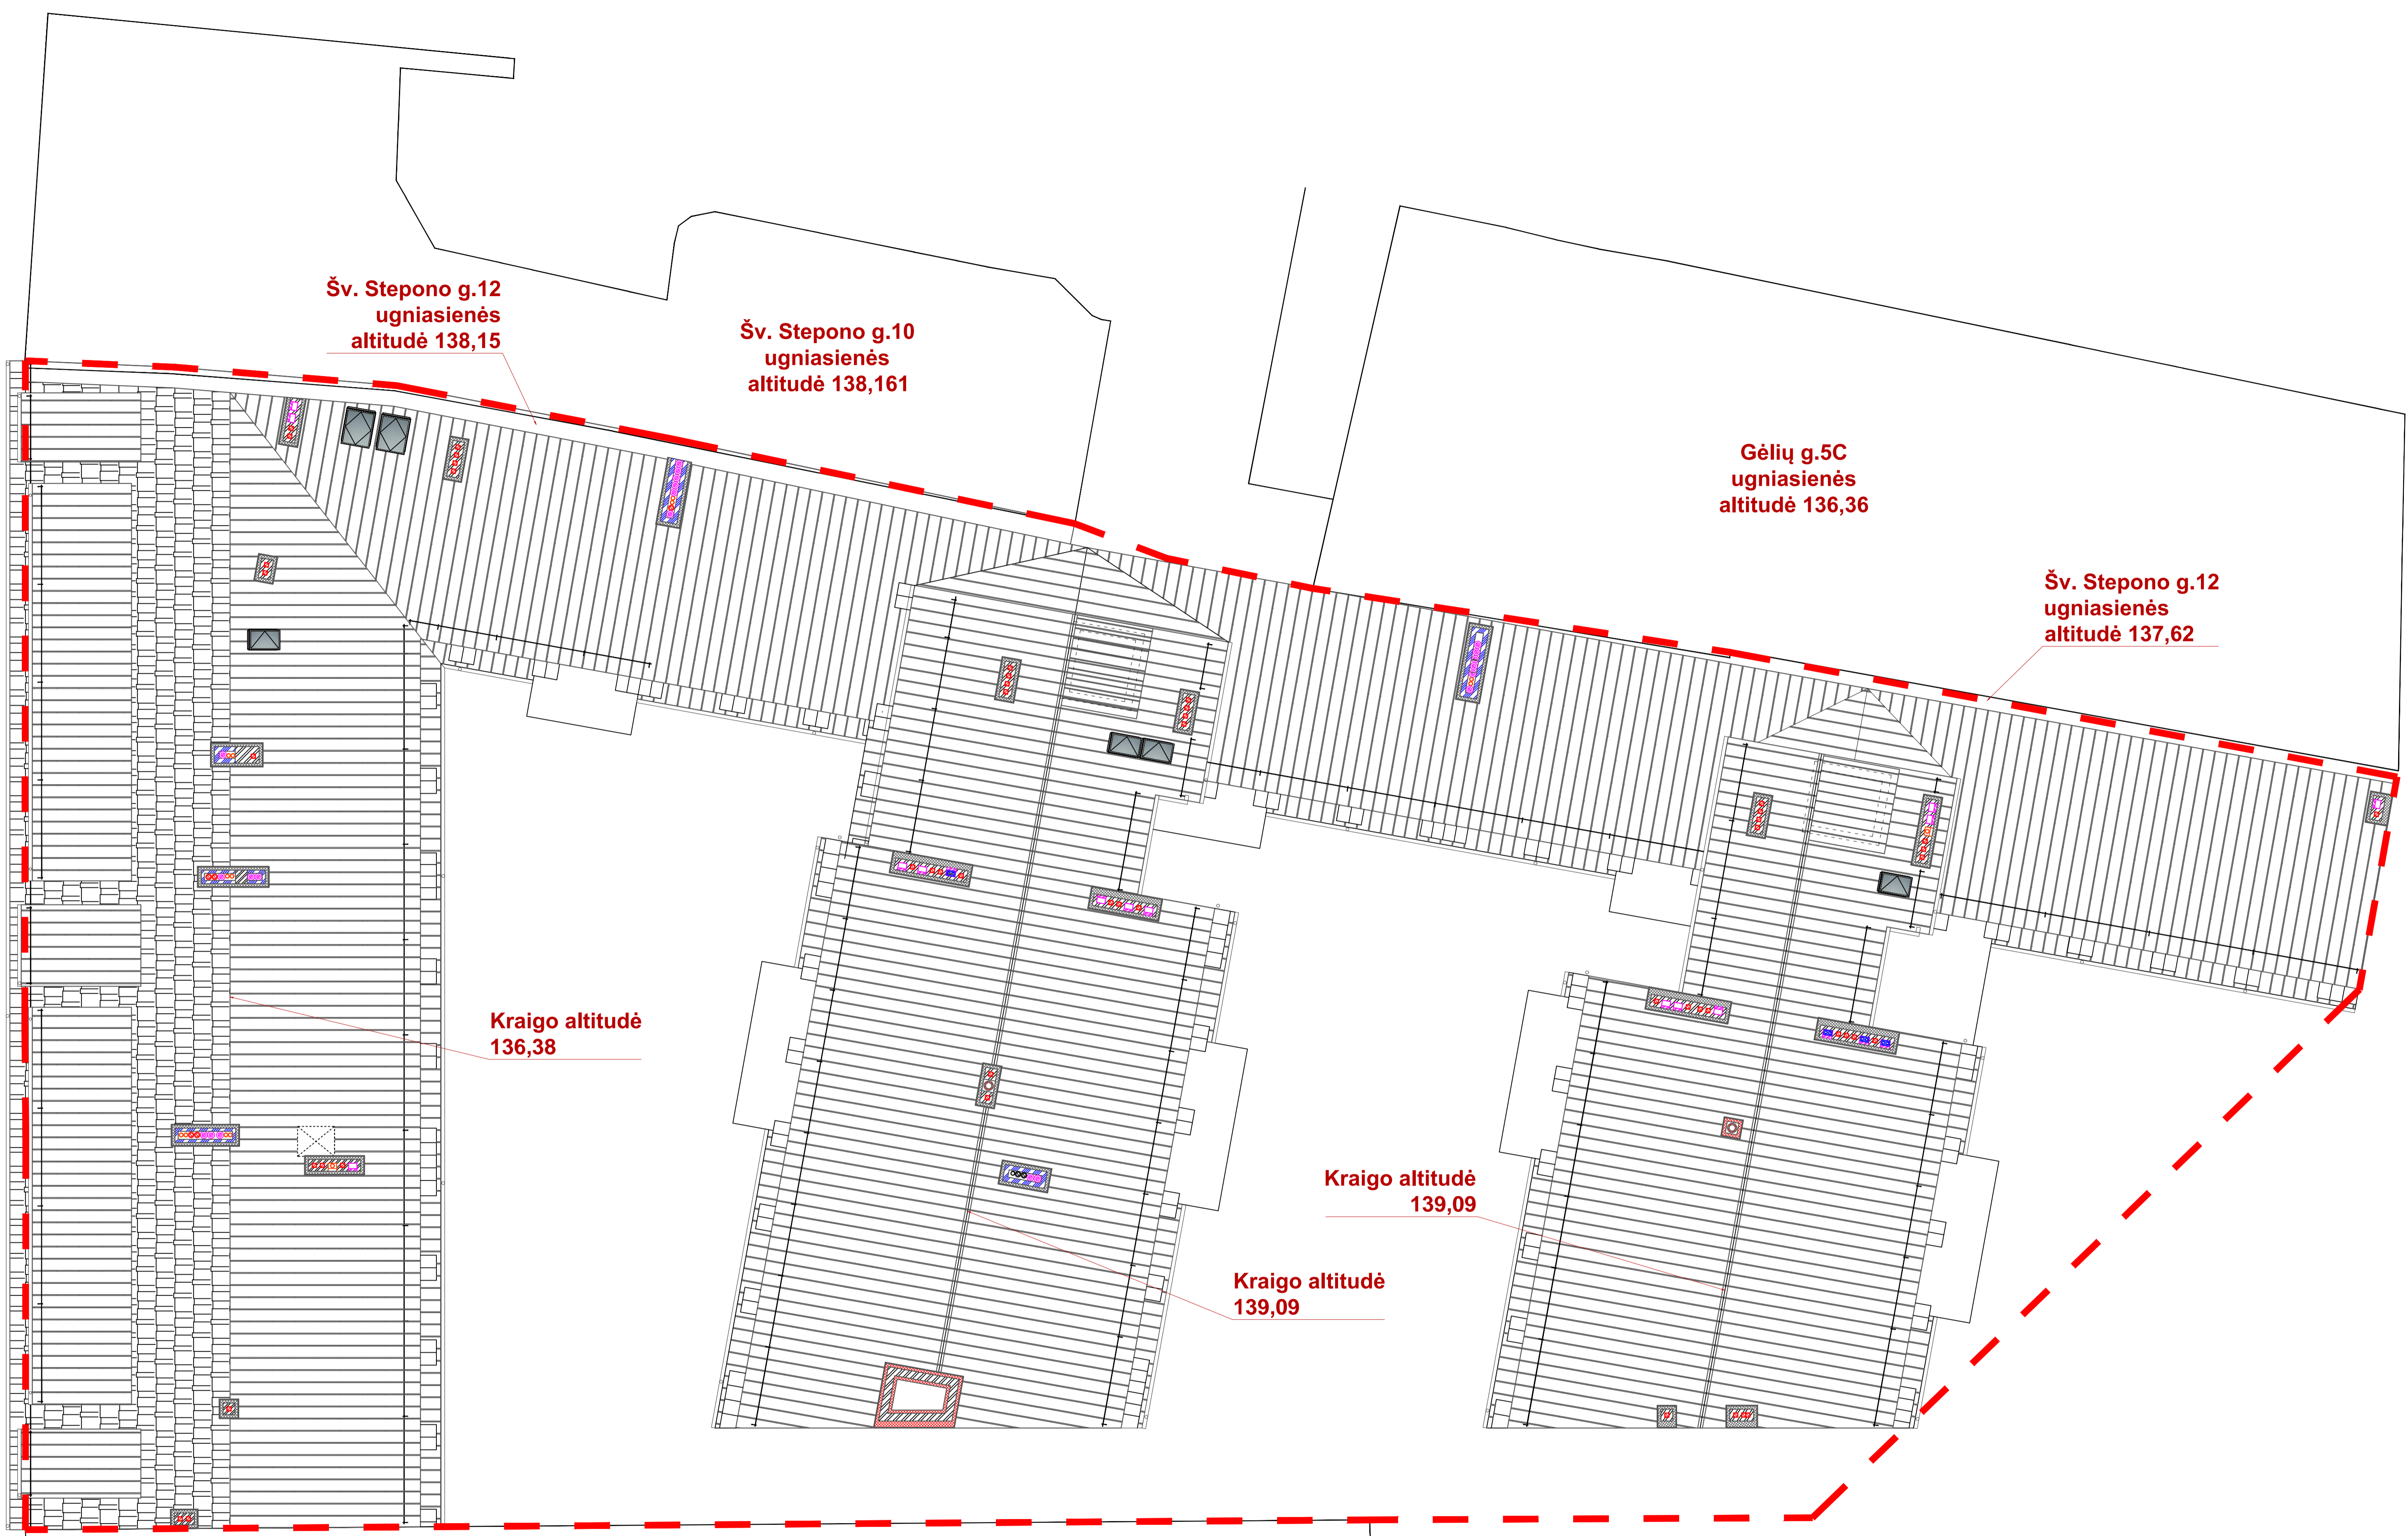 Šv. Stepono g.12
ugniasienės
altitudė 138,15
Šv. Stepono g.10
ugniasienės
altitudė 138,161
Gėlių g.5C
ugniasienės
altitudė 136,36
Šv. Stepono g.12
ugniasienės
altitudė 137,62
Kraigo altitudė
136,38
Kraigo altitudė
139,09
Kraigo altitudė
139,09